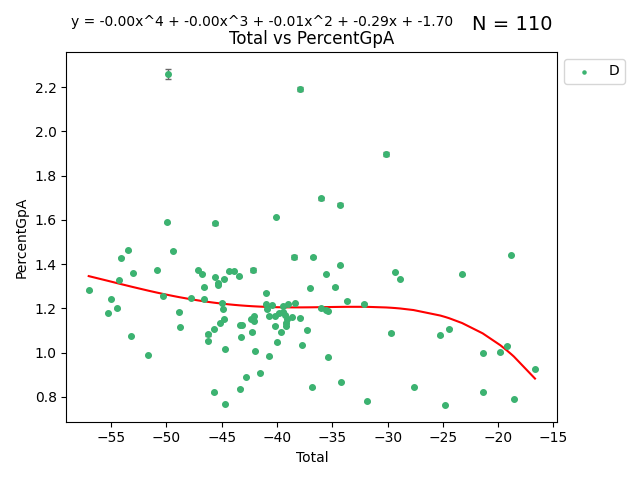 y = -0.00x^4 + -0.00x^3 + -0.01x^2 + -0.29x + -1.70
N = 110
Total vs PercentGpA
D
PercentGpA
2.2
2.0
1.8
1.6
1.4
1.2
1.0
0.8
−55 −50 −45 −40 −35 −30 −25 −20 −15
Total